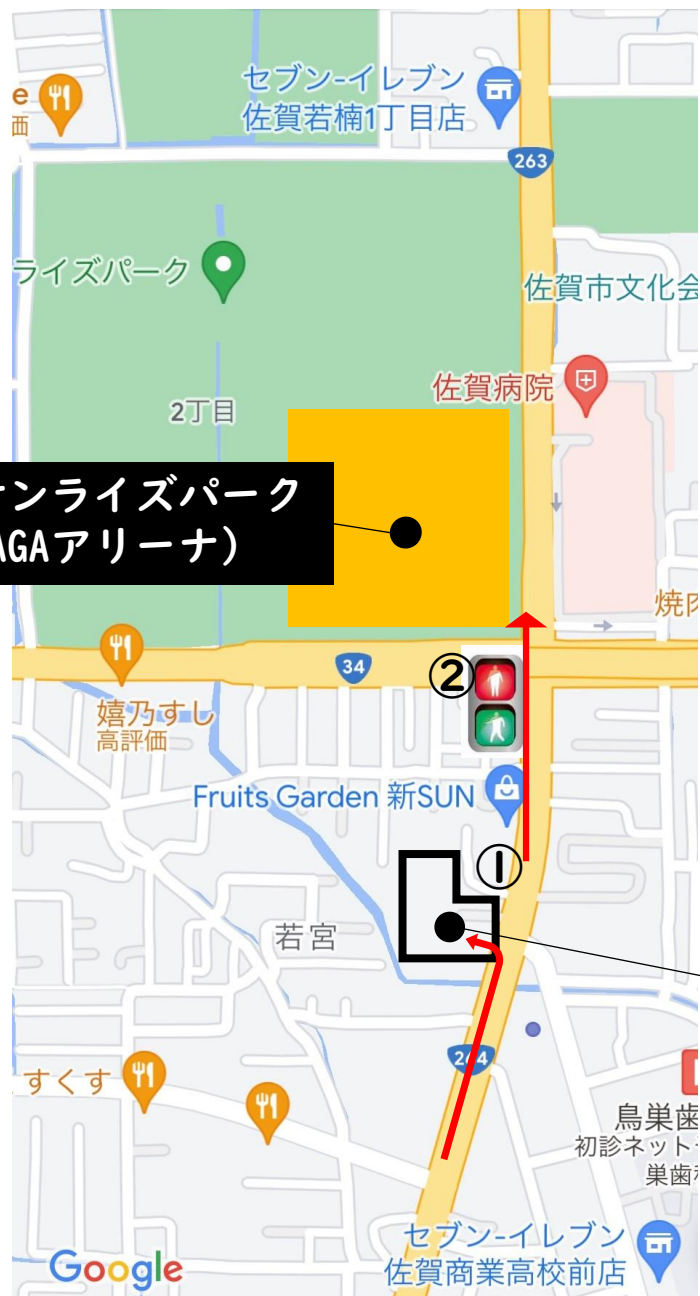 e
価
セブン-イレブン
佐賀若楠1丁目店
263
ライズパーク
佐賀市文化会
佐賀病院
2丁目
サンライズパーク
AGAアリーナ）
焼肉
34
②
嬉乃すし
高評価
Fruits Garden 新SUN
①
若宮
264
すくす
鳥巣歯
初診ネット
巣歯科
セブン-イレブン
佐賀商業高校前店
Google